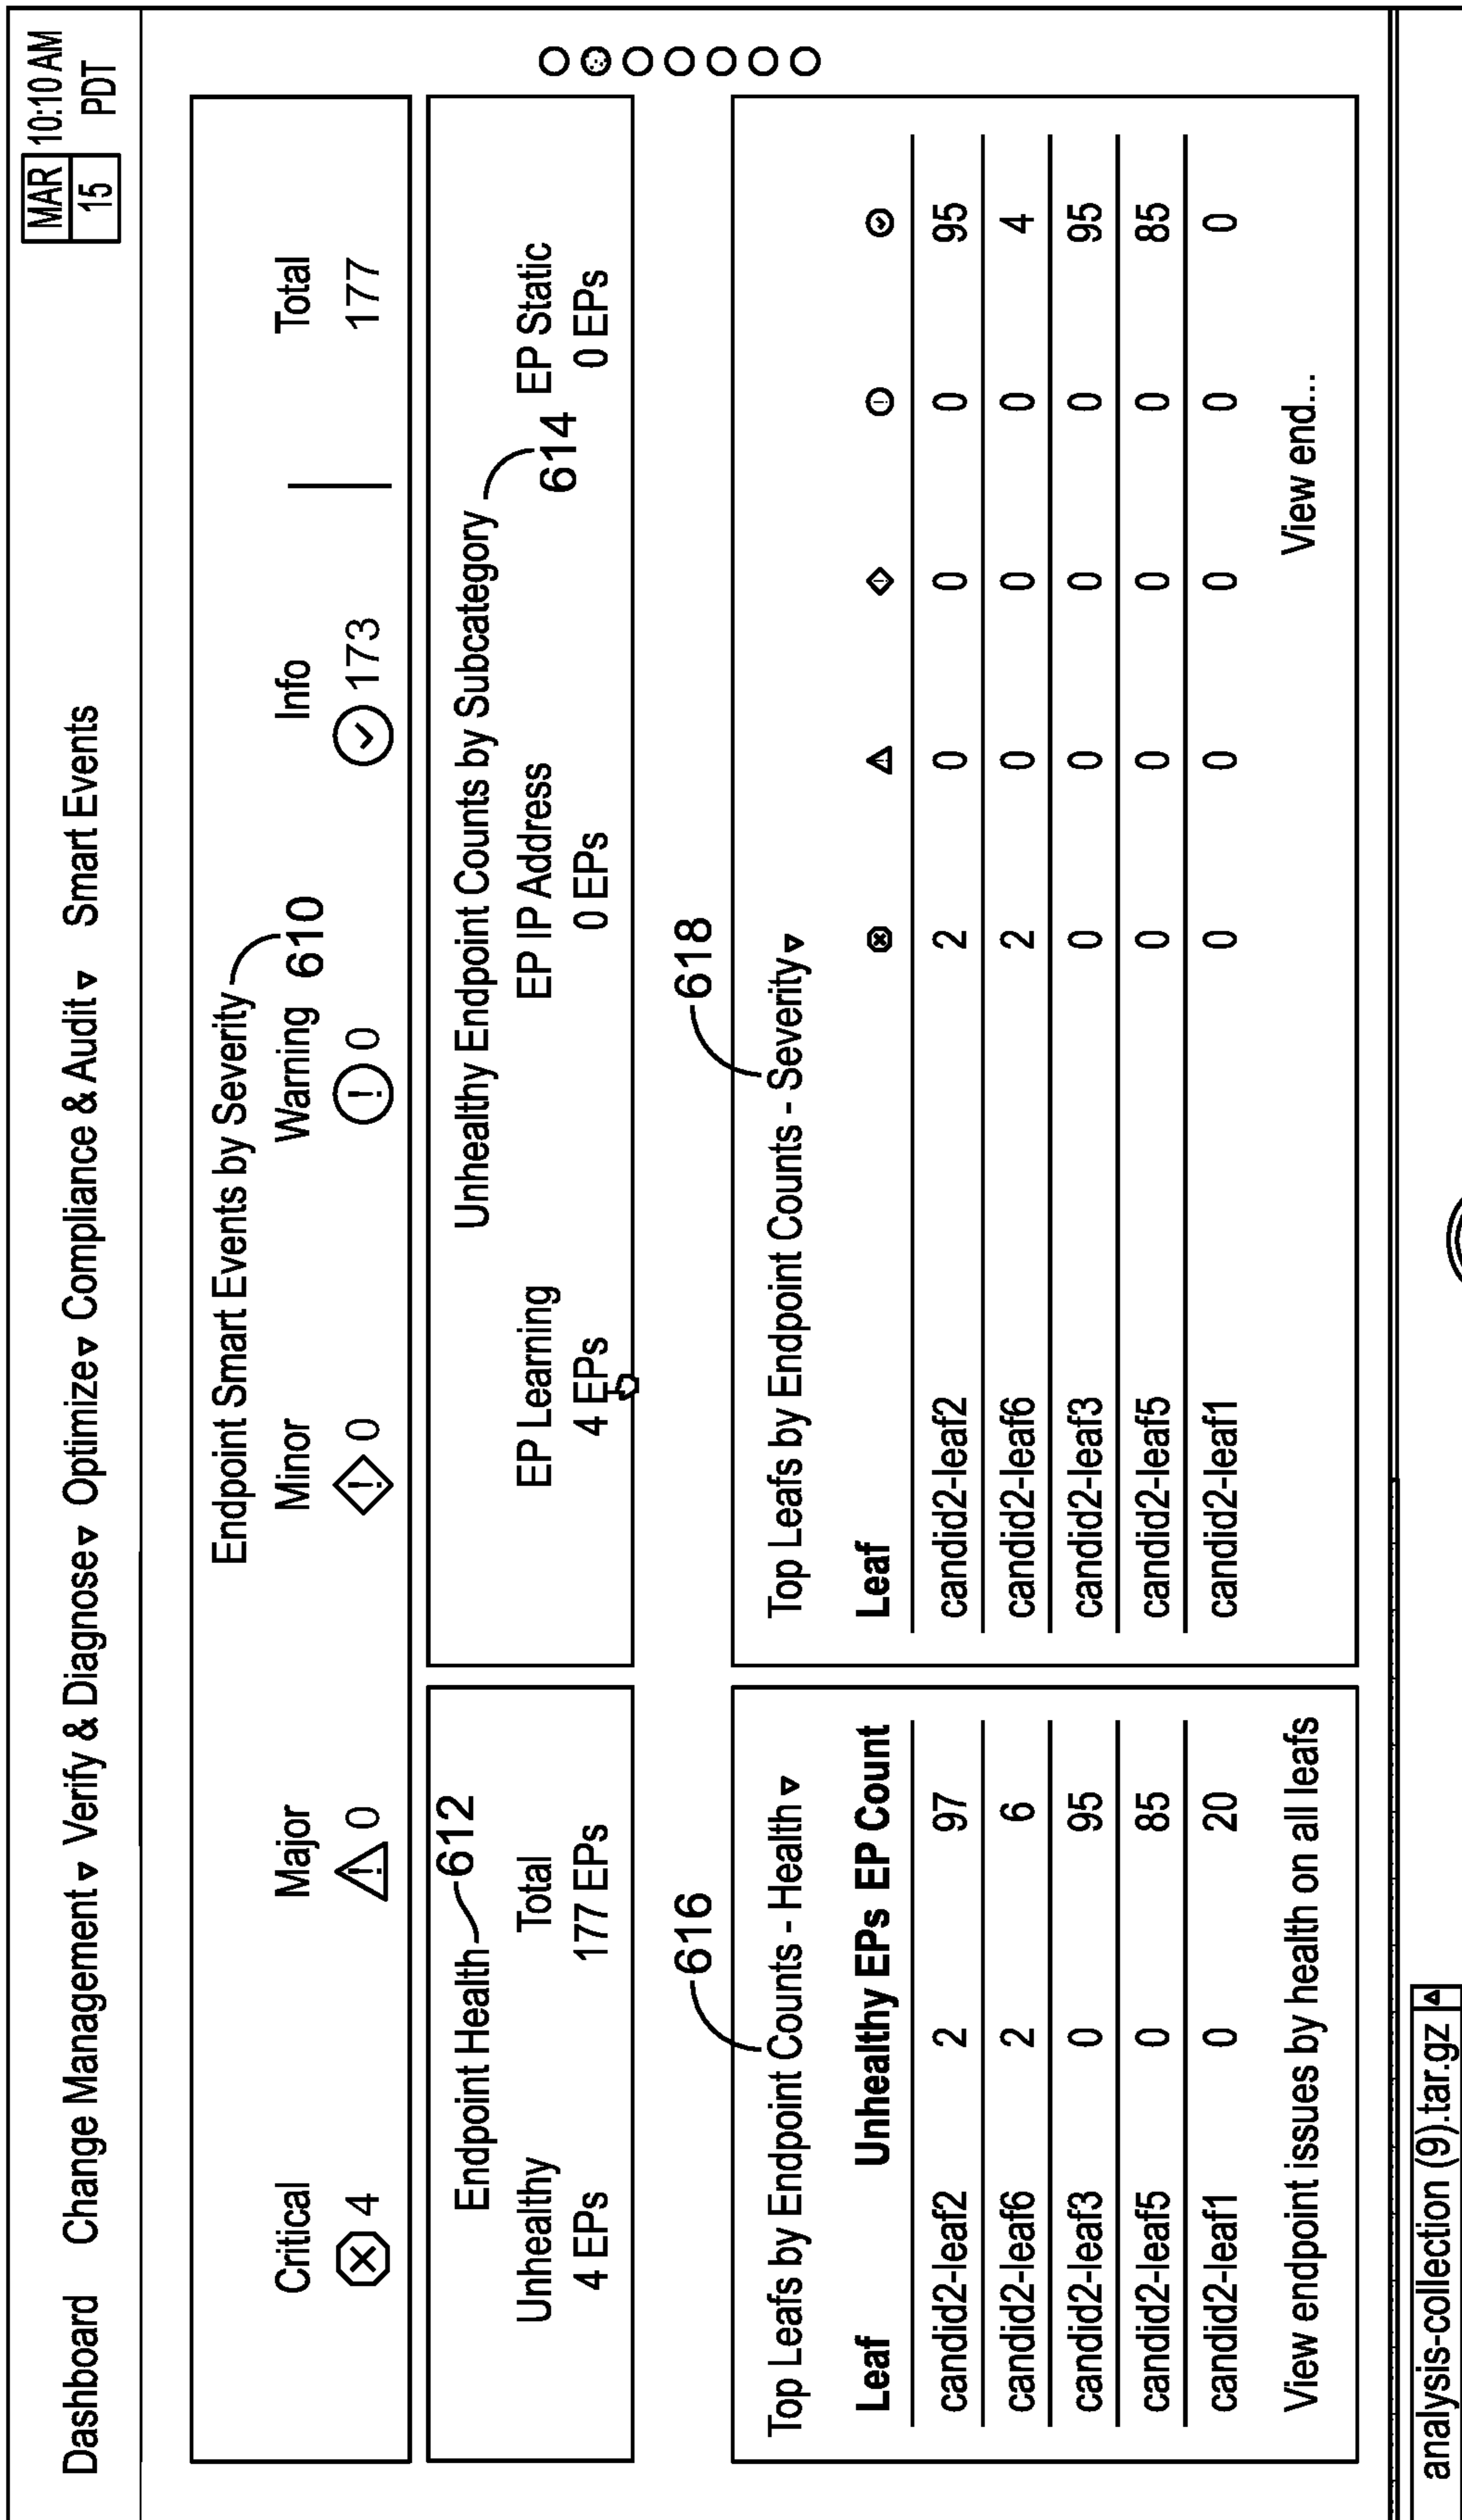 Dashboard Change Management Verify & Diagnose Optimize Compliance & Audit Smart Events
MAR 15 10:10 AM PDT
Endpoint Smart Events by Severity 610
Critical Major Minor Warning Info Total
4 0 0 0 173 177
Endpoint Health 612
Unhealthy Total
4 EPs 177 EPs
Unhealthy Endpoint Counts by Subcategory 614
EP Learning EP IP Address EP Static
4 EPs 0 EPs 0 EPs
616
Top Leafs by Endpoint Counts - Health
Leaf Unhealthy EPs EP Count
candid2-leaf2 2 97
candid2-leaf6 2 6
candid2-leaf3 0 95
candid2-leaf5 0 85
candid2-leaf1 0 20
View endpoint issues by health on all leafs
618
Top Leafs by Endpoint Counts - Severity
Leaf
candid2-leaf2 2 0 0 0 95
candid2-leaf6 2 0 0 0 4
candid2-leaf3 0 0 0 0 95
candid2-leaf5 0 0 0 0 85
candid2-leaf1 0 0 0 0 0
View end...
analysis-collection (9).tar.gz